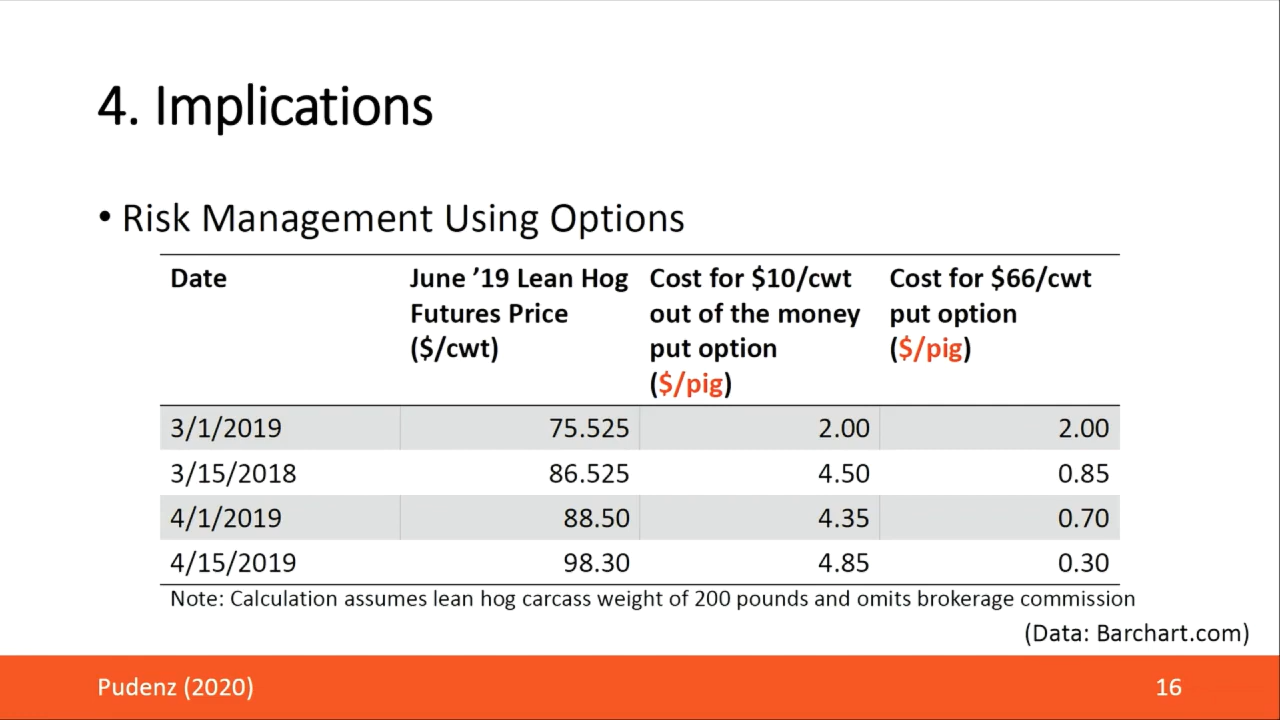 4. Implications
• Risk Management Using Options
Date June ’19 Lean Hog Futures Price ($/cwt) Cost for $10/cwt out of the money put option ($/pig) Cost for $66/cwt put option ($/pig)
3/1/2019 75.525 2.00 2.00
3/15/2018 86.525 4.50 0.85
4/1/2019 88.50 4.35 0.70
4/15/2019 98.30 4.85 0.30
Note: Calculation assumes lean hog carcass weight of 200 pounds and omits brokerage commission
(Data: Barchart.com)
Pudenz (2020) 16